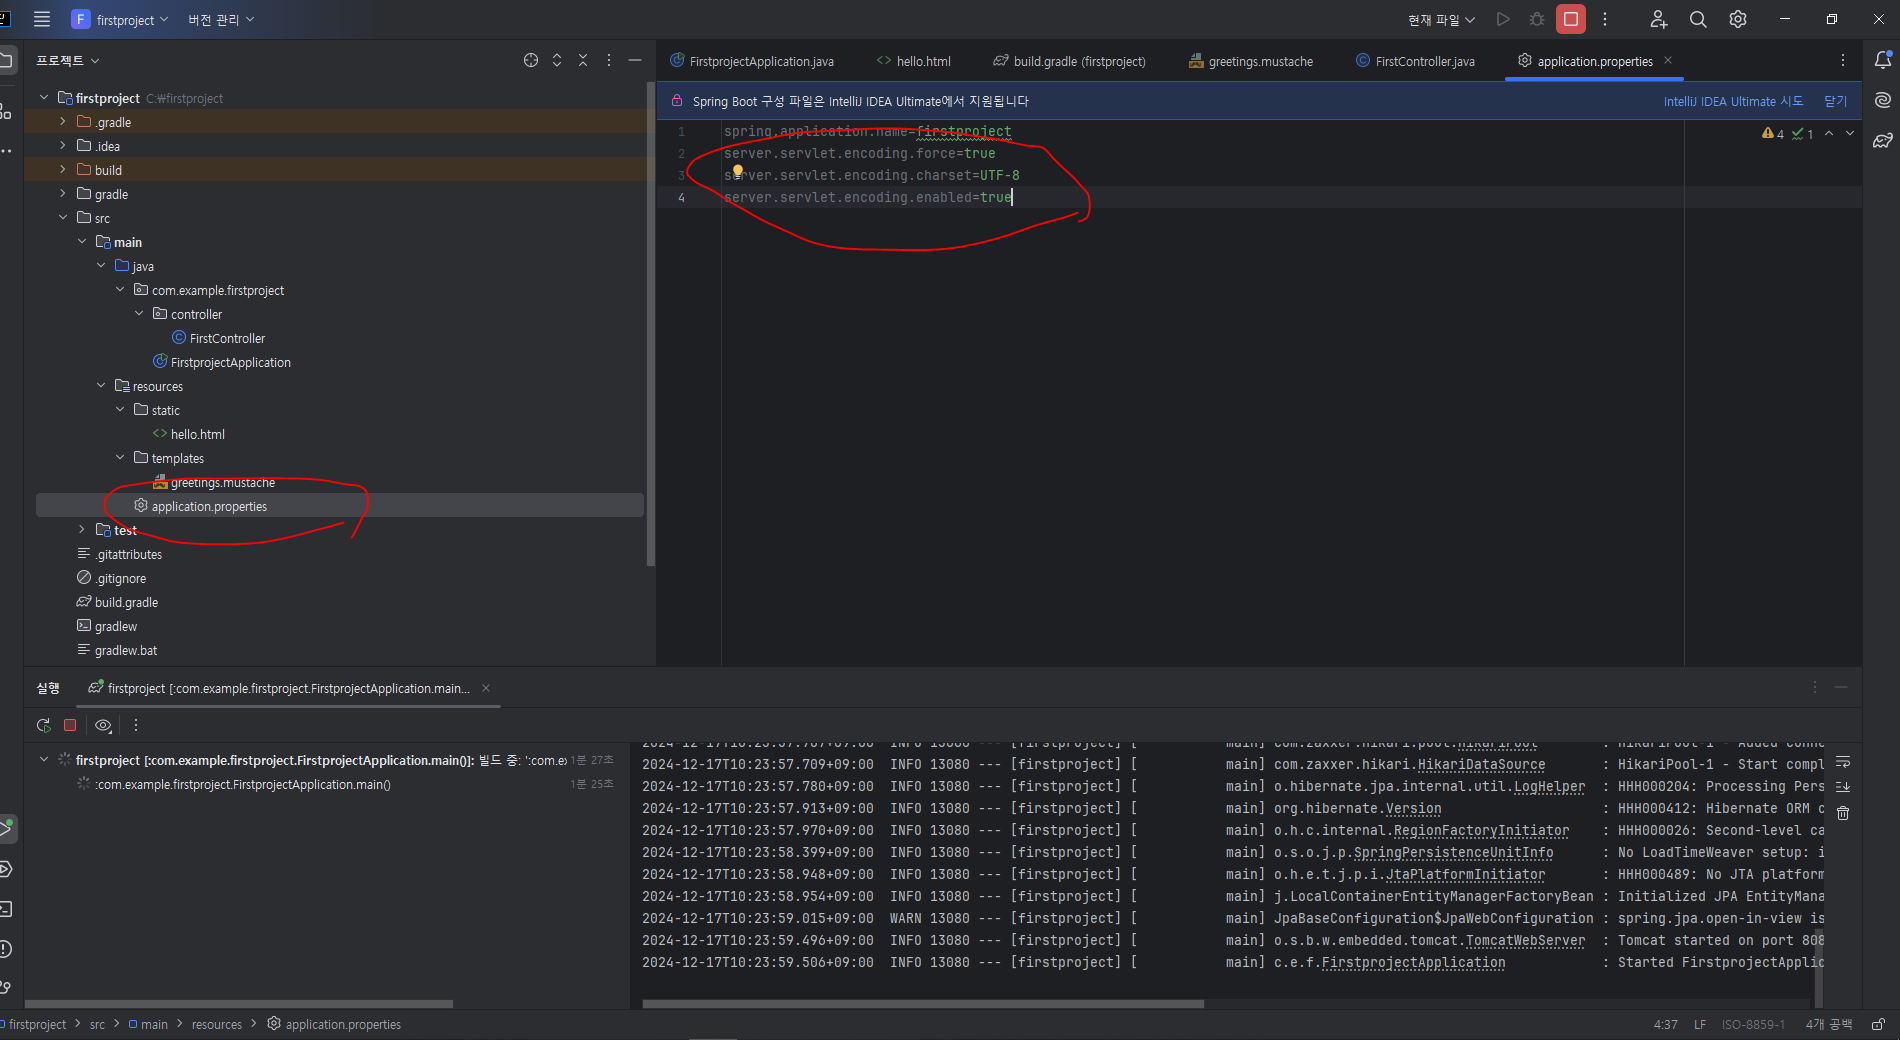 F firstproject 버전 관리 현재 파일
프로젝트
FirstprojectApplication.java hello.html build.gradle (firstproject) greetings.mustache FirstController.java application.properties
Spring Boot 구성 파일은 IntelliJ IDEA Ultimate에서 지원됩니다 IntelliJ IDEA Ultimate 시도 닫기
firstproject C:₩firstproject
.gradle
.idea
build
gradle
src
main
java
com.example.firstproject
controller
FirstController
FirstprojectApplication
resources
static
hello.html
templates
greetings.mustache
application.properties
test
.gitattributes
.gitignore
build.gradle
gradlew
gradlew.bat
1 spring.application.name=firstproject
2 server.servlet.encoding.force=true
3 server.servlet.encoding.charset=UTF-8
4 server.servlet.encoding.enabled=true
4 1
실행 firstproject [:com.example.firstproject.FirstprojectApplication.main...
firstproject [:com.example.firstproject.FirstprojectApplication.main()]: 빌드 중: ':com.ex 1분 27초
:com.example.firstproject.FirstprojectApplication.main() 1분 25초
2024-12-17T10:23:57.709+09:00 INFO 13080 --- [firstproject] [ main] com.zaxxer.hikari.HikariDataSource : HikariPool-1 - Start compl
2024-12-17T10:23:57.780+09:00 INFO 13080 --- [firstproject] [ main] o.hibernate.jpa.internal.util.LogHelper : HHH000204: Processing Pers
2024-12-17T10:23:57.913+09:00 INFO 13080 --- [firstproject] [ main] org.hibernate.Version : HHH000412: Hibernate ORM c
2024-12-17T10:23:57.970+09:00 INFO 13080 --- [firstproject] [ main] o.h.c.internal.RegionFactoryInitiator : HHH000026: Second-level ca
2024-12-17T10:23:58.399+09:00 INFO 13080 --- [firstproject] [ main] o.s.o.j.p.SpringPersistenceUnitInfo : No LoadTimeWeaver setup: i
2024-12-17T10:23:58.948+09:00 INFO 13080 --- [firstproject] [ main] o.h.e.t.j.p.i.JtaPlatformInitiator : HHH000489: No JTA platform
2024-12-17T10:23:58.954+09:00 INFO 13080 --- [firstproject] [ main] j.LocalContainerEntityManagerFactoryBean : Initialized JPA EntityMana
2024-12-17T10:23:59.015+09:00 WARN 13080 --- [firstproject] [ main] JpaBaseConfiguration$JpaWebConfiguration : spring.jpa.open-in-view is
2024-12-17T10:23:59.496+09:00 INFO 13080 --- [firstproject] [ main] o.s.b.w.embedded.tomcat.TomcatWebServer : Tomcat started on port 808
2024-12-17T10:23:59.506+09:00 INFO 13080 --- [firstproject] [ main] c.e.f.FirstprojectApplication : Started FirstprojectApplic
firstproject > src > main > resources > application.properties 4:37 LF ISO-8859-1 4개 공백